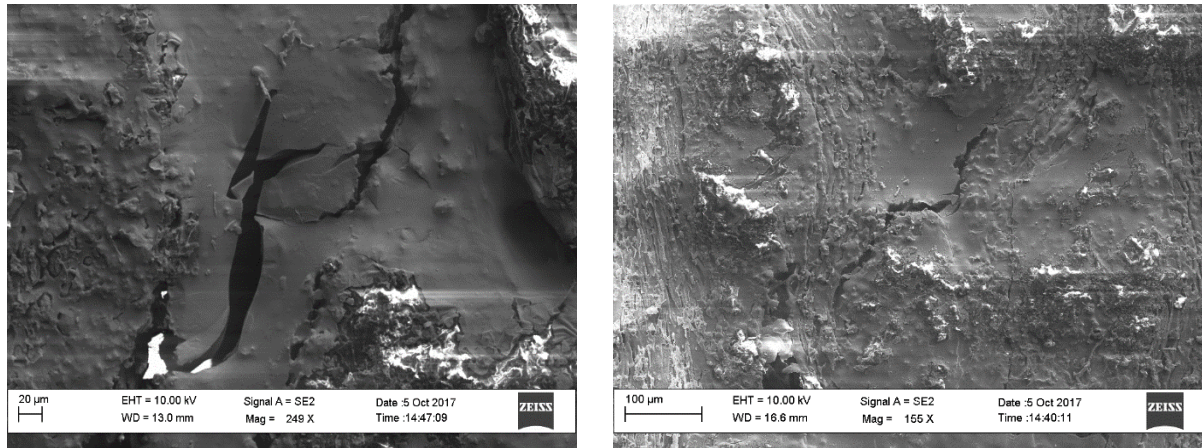 20 µm
EHT = 10.00 kV
Signal A = SE2
Date :5 Oct 2017
WD = 13.0 mm
Mag = 249 X
Time :14:47:09
ZEISS
100 µm
EHT = 10.00 kV
Signal A = SE2
Date :5 Oct 2017
WD = 16.6 mm
Mag = 155 X
Time :14:40:11
ZEISS